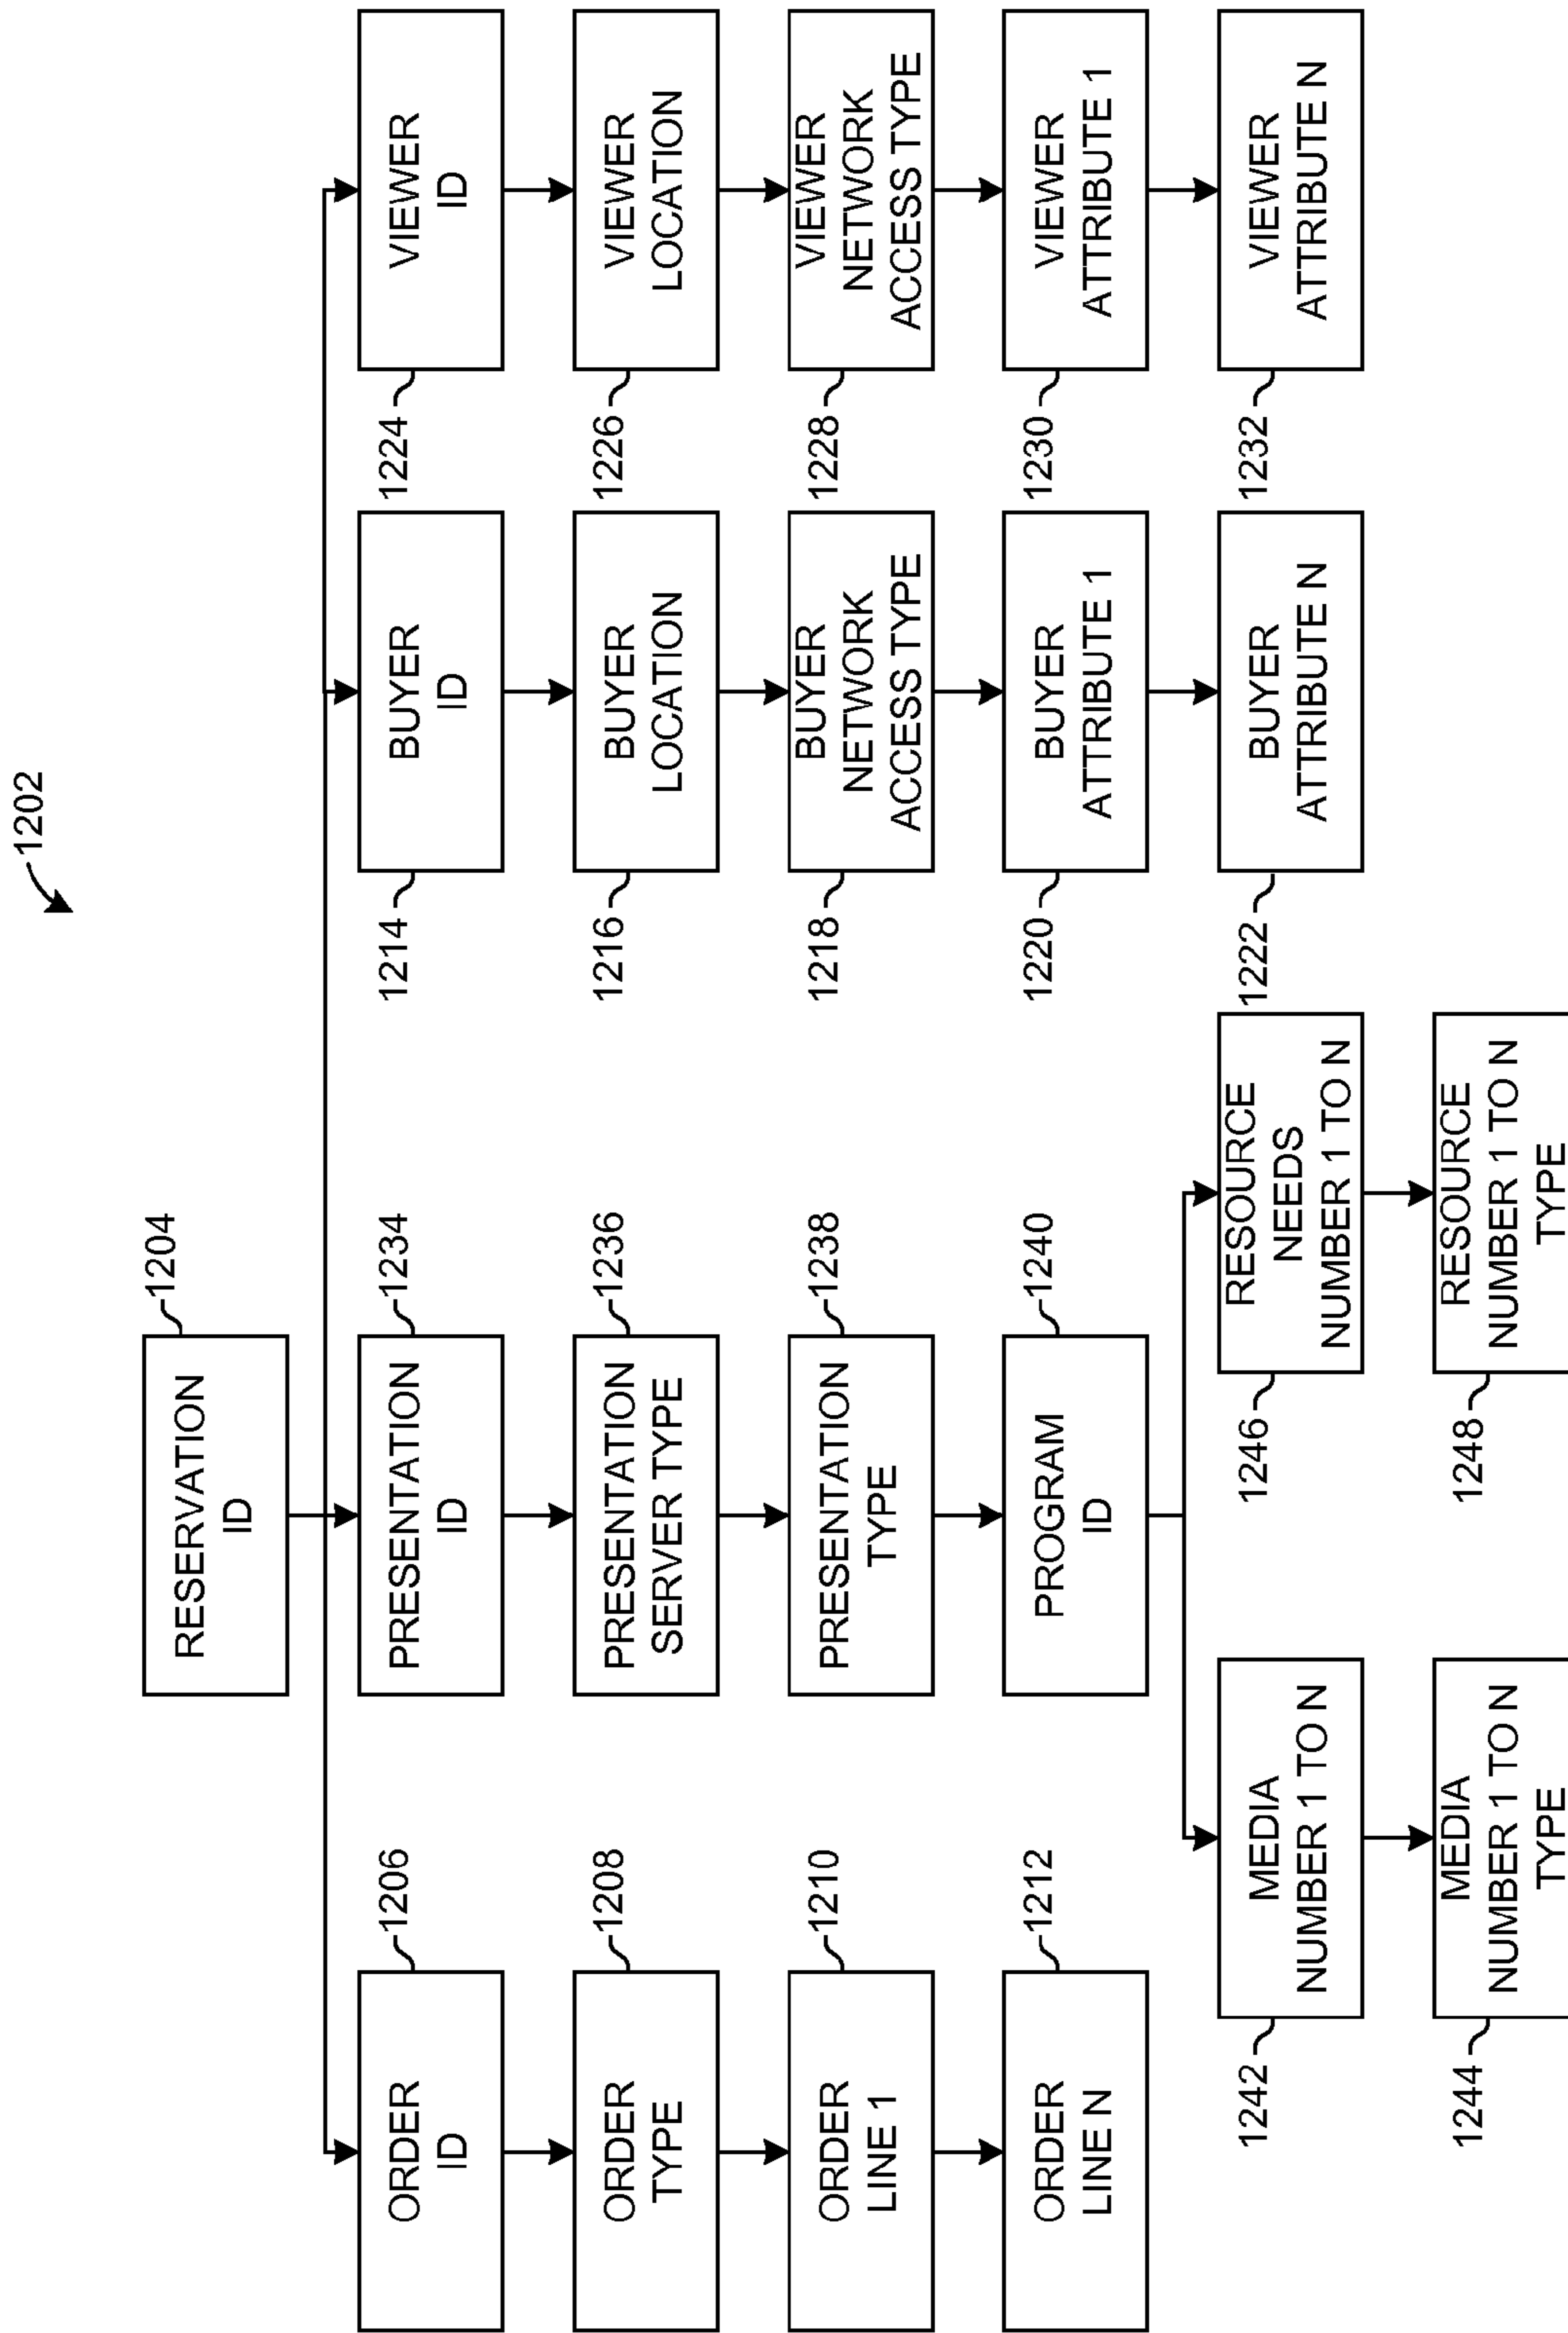 1202
RESERVATION
ID
1204
ORDER
ID
1206
ORDER
TYPE
1208
ORDER
LINE 1
1210
ORDER
LINE N
1212
PRESENTATION
ID
1234
PRESENTATION
SERVER TYPE
1236
PRESENTATION
TYPE
1238
PROGRAM
ID
1240
1242
MEDIA
NUMBER 1 TO N
1244
MEDIA
NUMBER 1 TO N
TYPE
1246
RESOURCE
NEEDS
NUMBER 1 TO N
1248
RESOURCE
NUMBER 1 TO N
TYPE
1214
BUYER
ID
1216
BUYER
LOCATION
1218
BUYER
NETWORK
ACCESS TYPE
1220
BUYER
ATTRIBUTE 1
1222
BUYER
ATTRIBUTE N
1224
VIEWER
ID
1226
VIEWER
LOCATION
1228
VIEWER
NETWORK
ACCESS TYPE
1230
VIEWER
ATTRIBUTE 1
1232
VIEWER
ATTRIBUTE N